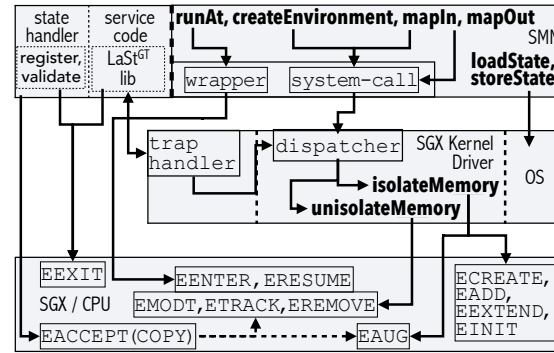 state
handler
service
code
runAt, createEnvironment, mapIn, mapOut
SMM
register,
validate
LaSt^GT
lib
loadState,
storeState
wrapper
system-call
trap
handler
dispatcher
SGX Kernel
Driver
OS
isolateMemory
unisolateMemory
EEXIT
EENTER, ERESUME
ECREATE,
EADD,
EEXTEND,
EINIT
SGX / CPU
EMODT, ETRACK, EREMOVE
EACCEPT(COPY)
EAUG